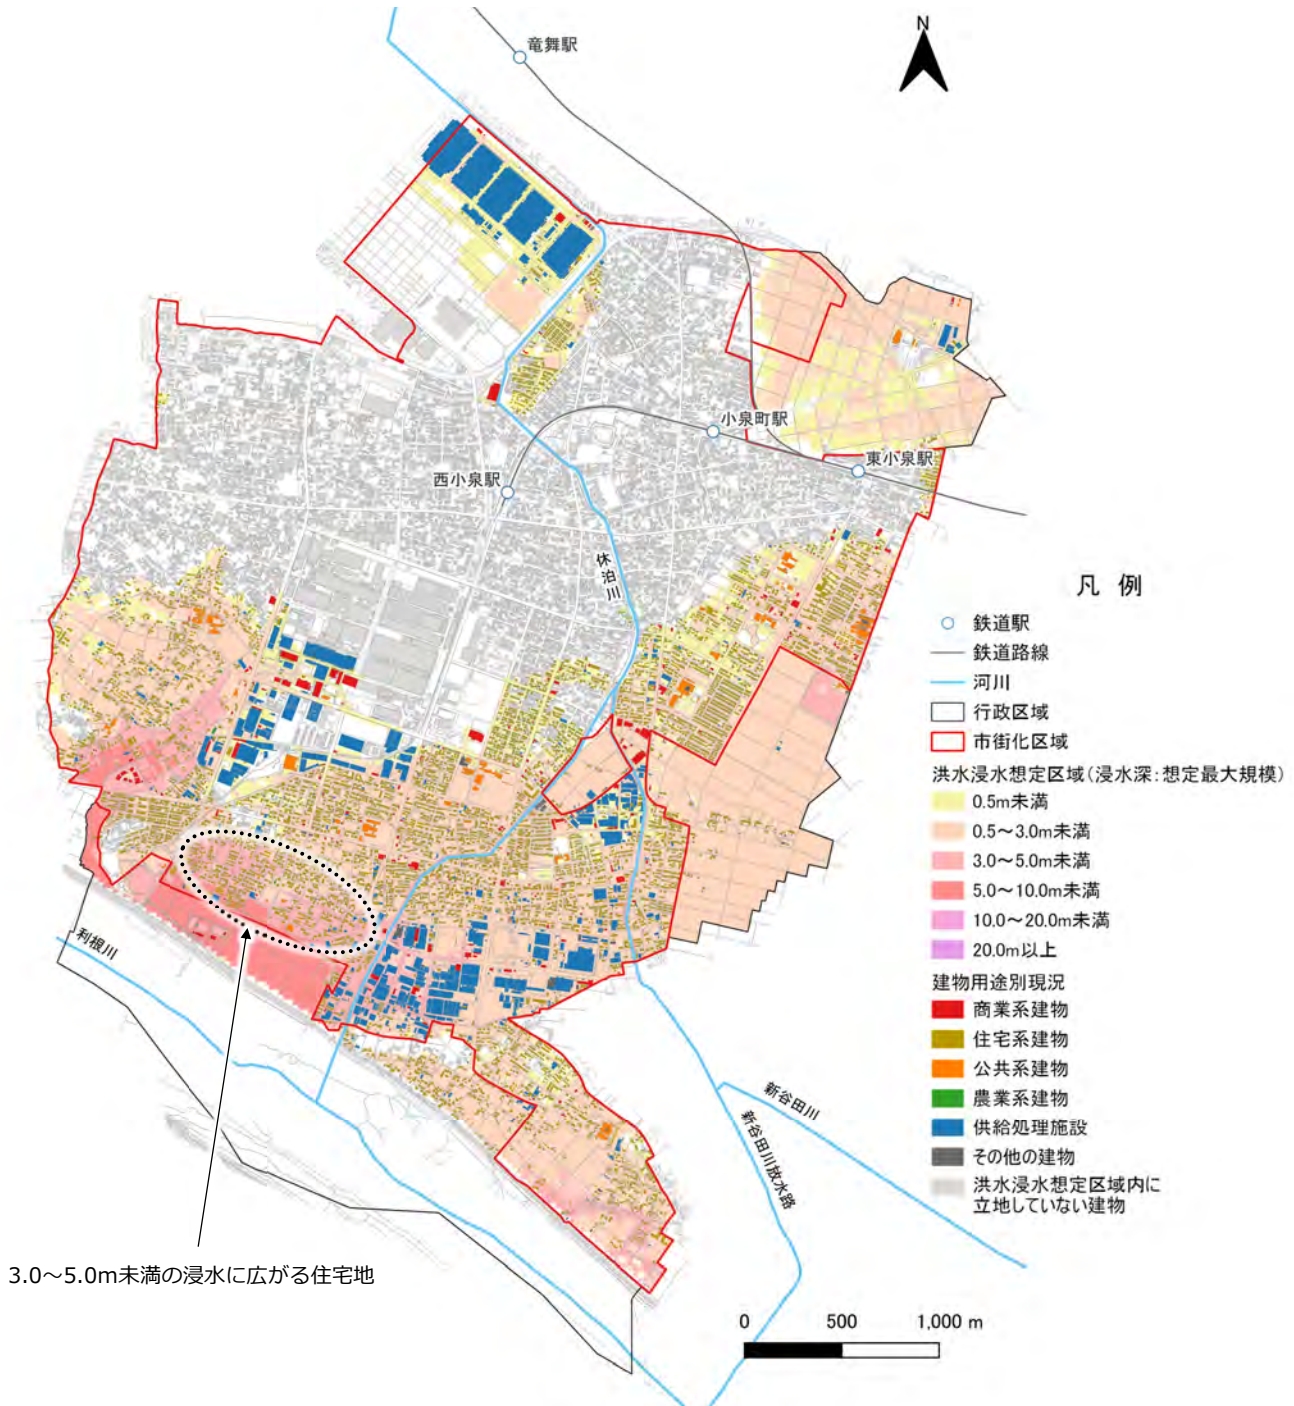 N
竜舞駅
小泉町駅
東小泉駅
西小泉駅
休泊川
利根川
新谷田川
新谷田川放水路
凡 例
鉄道駅
鉄道路線
河川
行政区域
市街化区域
洪水浸水想定区域(浸水深:想定最大規模)
0.5m未満
0.5~3.0m未満
3.0~5.0m未満
5.0~10.0m未満
10.0~20.0m未満
20.0m以上
建物用途別現況
商業系建物
住宅系建物
公共系建物
農業系建物
供給処理施設
その他の建物
洪水浸水想定区域内に
立地していない建物
3.0~5.0m未満の浸水に広がる住宅地
0 500 1,000 m